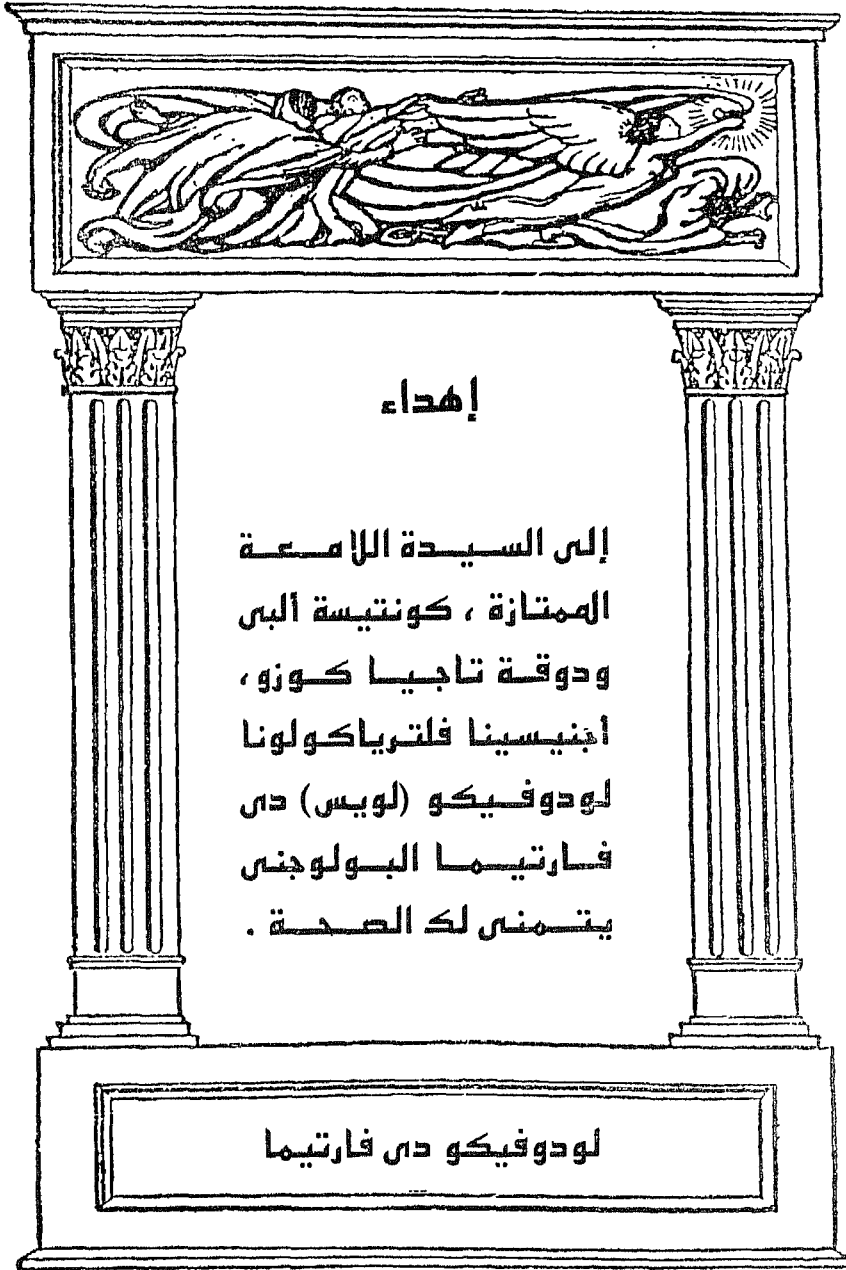 إهداء
إلى السيدة اللامعة
الممتازة ، كونتيسة ألبى
ودوقة تاجيا كوزو،
أجنيسينا فلترياكولونا
لودوفيكو (لويس) دى
فارتيما البولوجنى
يتمنى لك الصحة .
لودوفيكو دى فارتيما